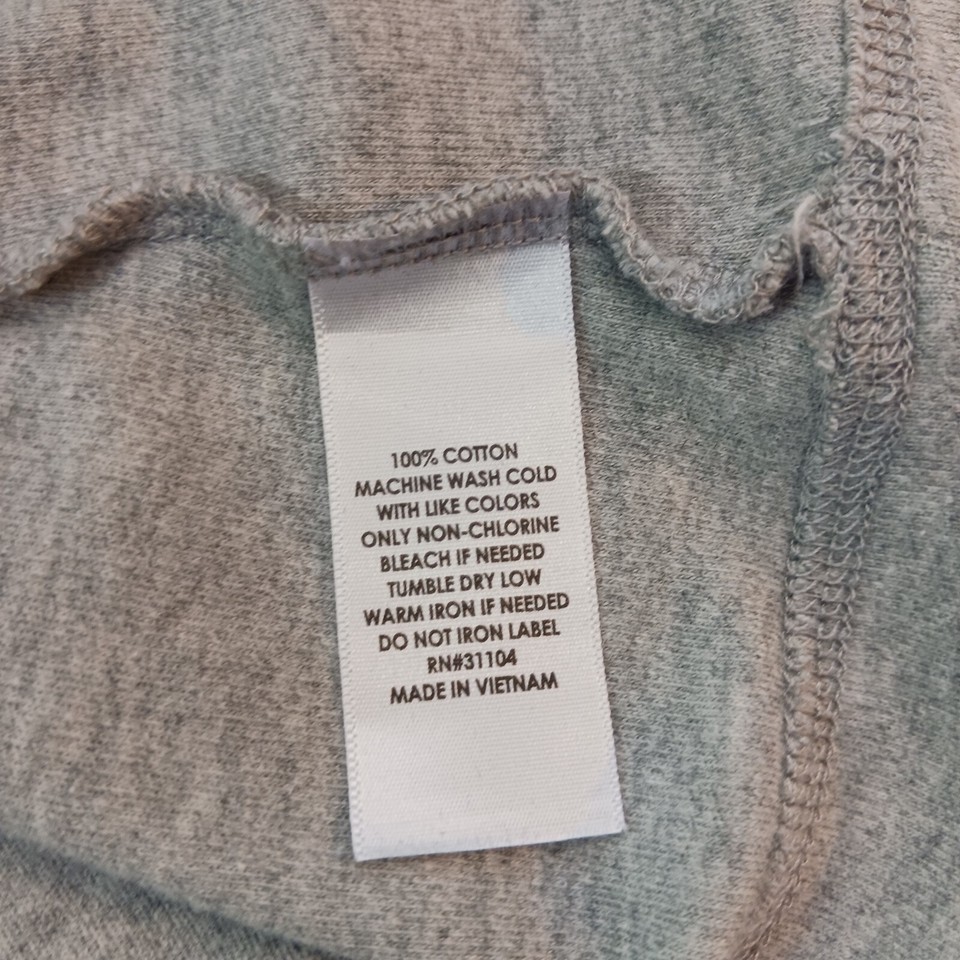 100% COTTON
MACHINE WASH COLD
WITH LIKE COLORS
ONLY NON-CHLORINE
BLEACH IF NEEDED
TUMBLE DRY LOW
WARM IRON IF NEEDED
DO NOT IRON LABEL
RN#31104
MADE IN VIETNAM